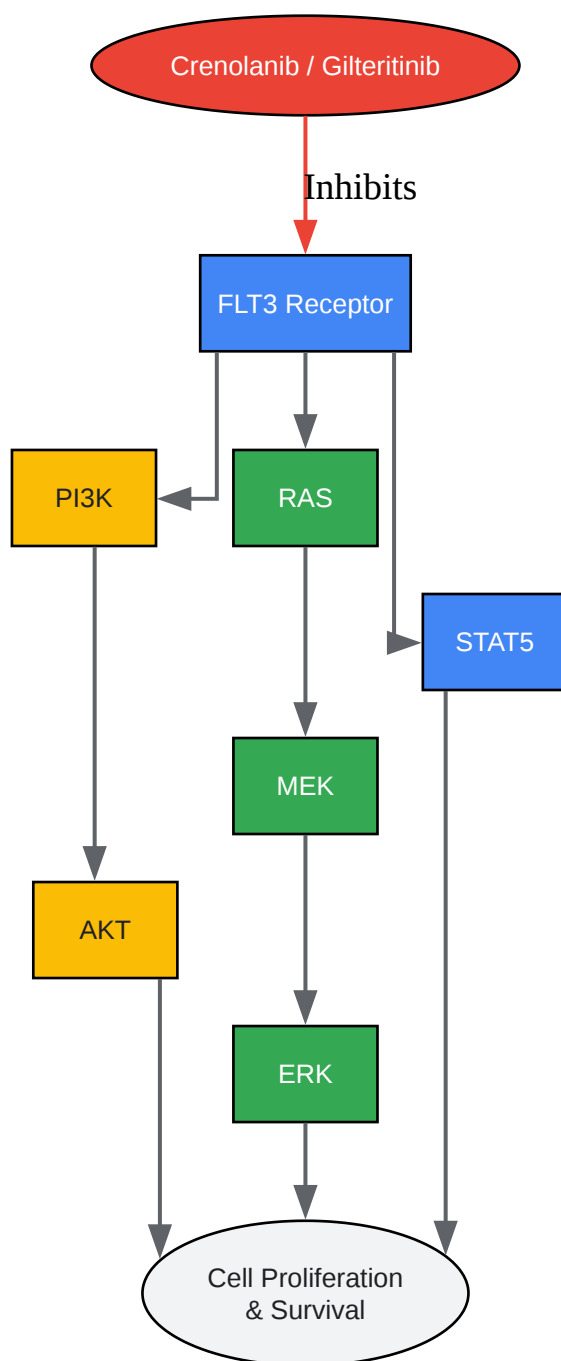 Crenolanib / Gilteritinib
Inhibits
FLT3 Receptor
PI3K
RAS
STAT5
MEK
AKT
ERK
Cell Proliferation
& Survival